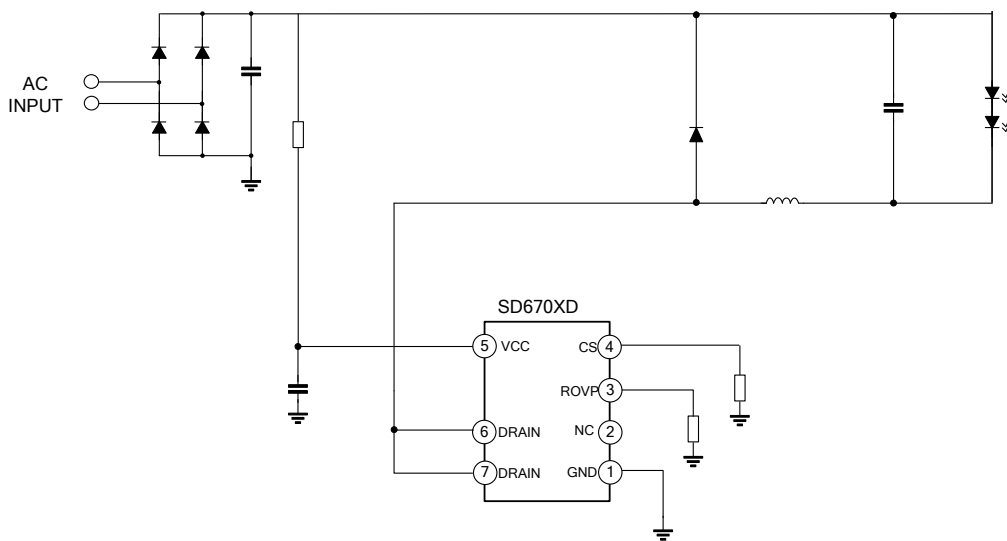 AC
INPUT
SD670XD
5 VCC
CS 4
ROVP 3
6 DRAIN
NC 2
7 DRAIN
GND 1